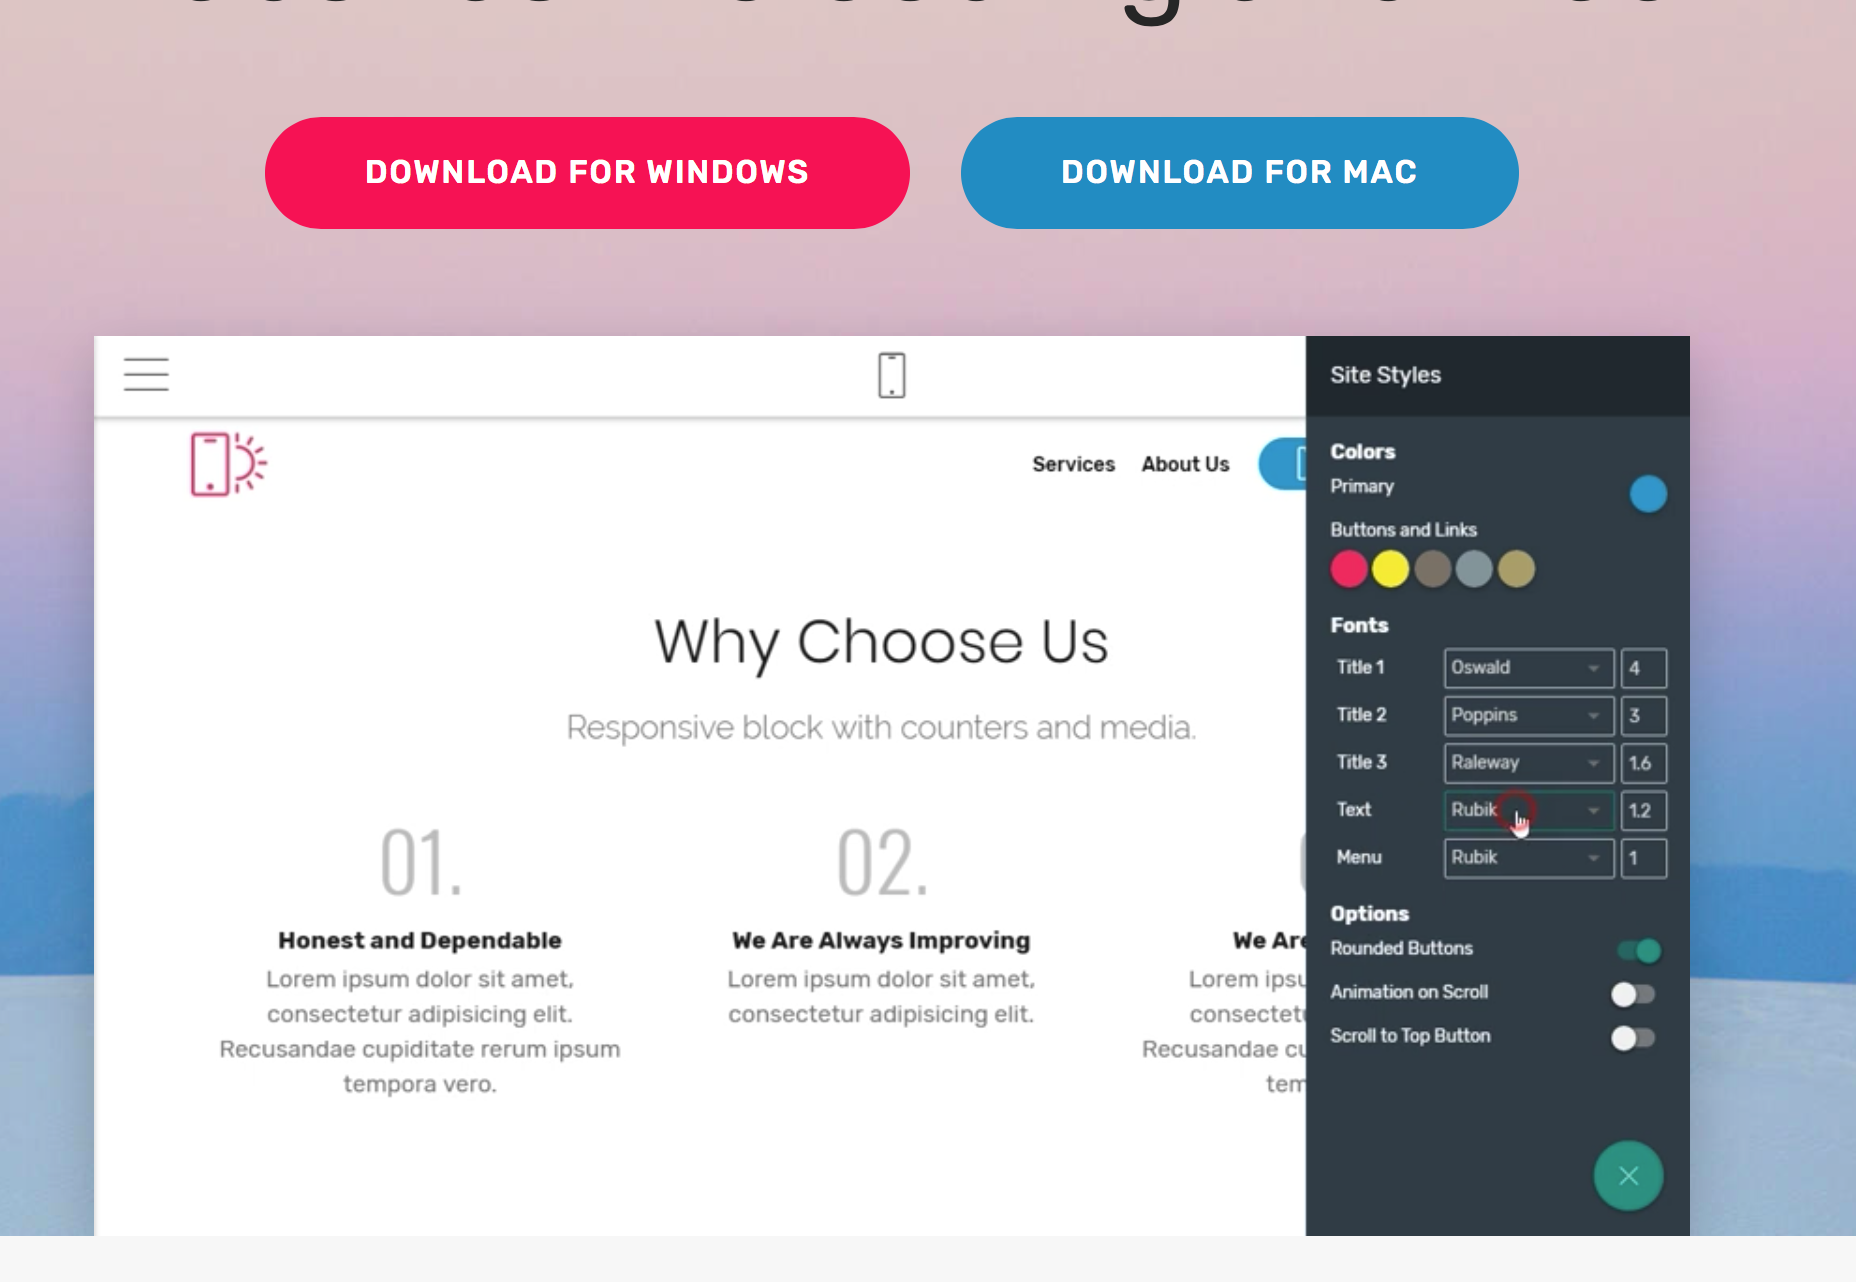 DOWNLOAD FOR WINDOWS
DOWNLOAD FOR MAC
Site Styles
Services
About Us
Colors
Primary
Buttons and Links
Why Choose Us
Responsive block with counters and media.
Fonts
Title 1 Oswald 4
Title 2 Poppins 3
Title 3 Raleway 1.6
Text Rubik 1.2
Menu Rubik 1
01.
Honest and Dependable
Lorem ipsum dolor sit amet,
consectetur adipisicing elit.
Recusandae cupiditate rerum ipsum
tempora vero.
02.
We Are Always Improving
Lorem ipsum dolor sit amet,
consectetur adipisicing elit.
We Are
Lorem ipsu
consectetu
Recusandae cu
tem
Options
Rounded Buttons
Animation on Scroll
Scroll to Top Button